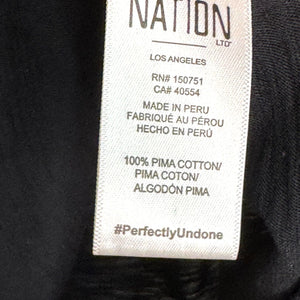 NATION
LTD
LOS ANGELES
RN# 150751
CA# 40554
MADE IN PERU
FABRIQUÉ AU PÉROU
HECHO EN PERÚ
100% PIMA COTTON/
PIMA COTON/
ALGODÓN PIMA
#PerfectlyUndone